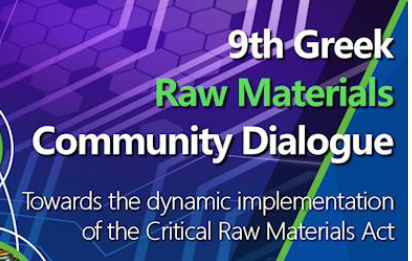 9th Greek
Raw Materials
Community Dialogue
Towards the dynamic implementation
of the Critical Raw Materials Act